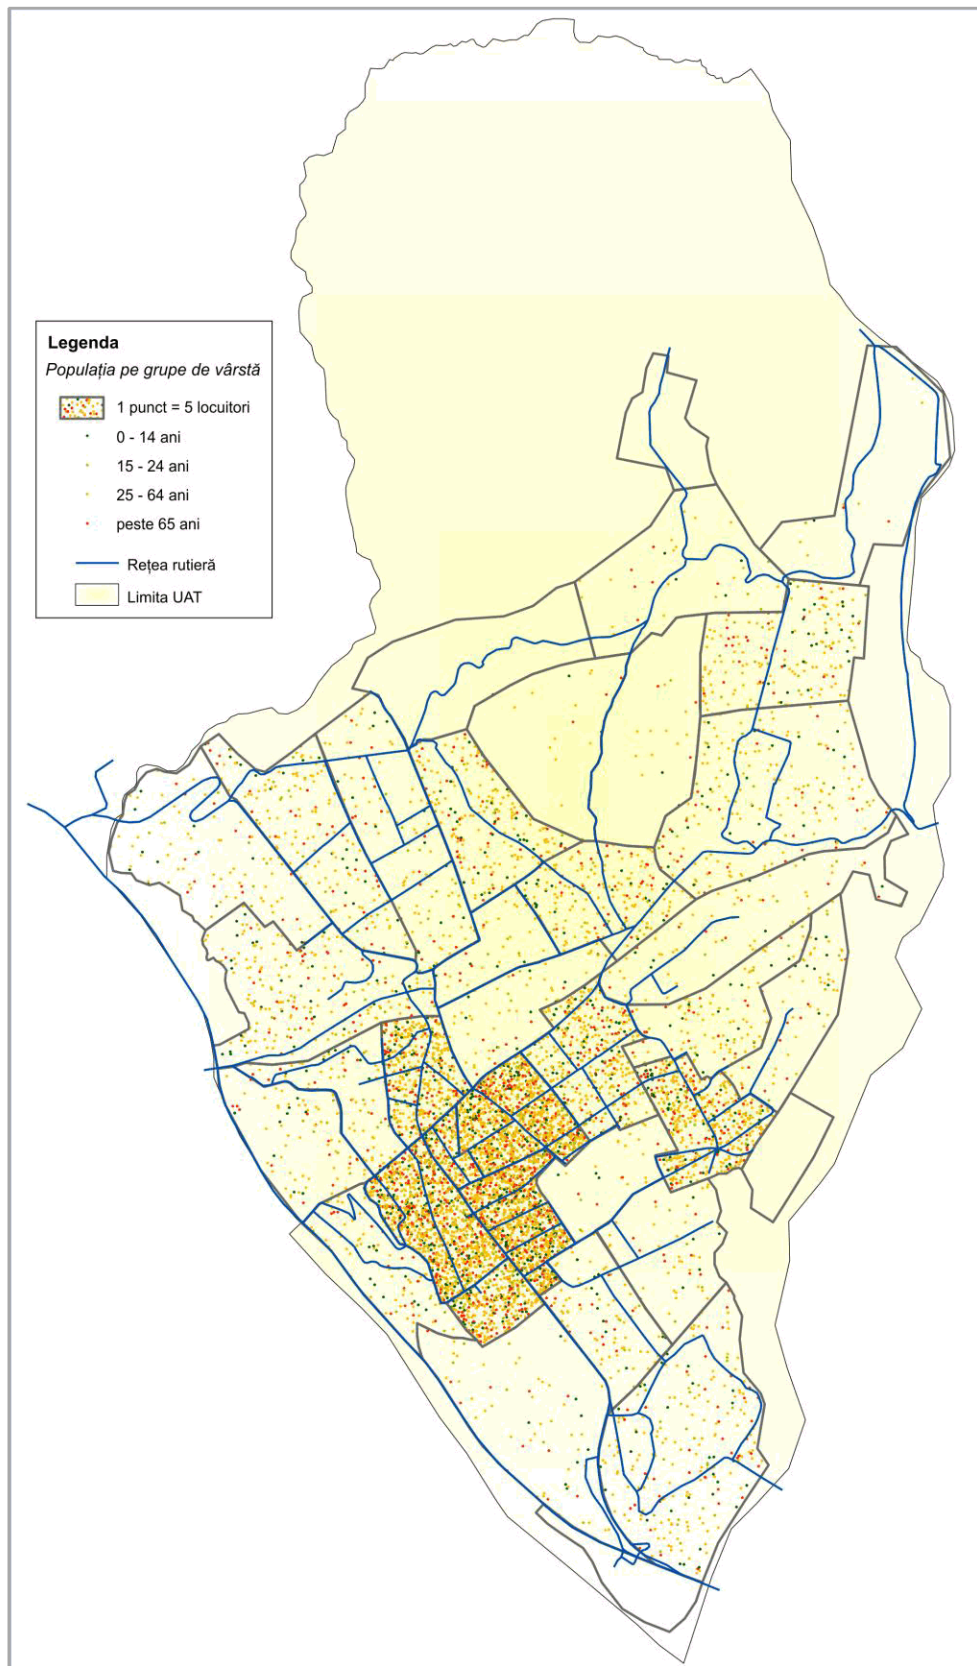 Legenda
Populația pe grupe de vârstă
1 punct = 5 locuitori
0 - 14 ani
15 - 24 ani
25 - 64 ani
peste 65 ani
Rețea rutieră
Limita UAT